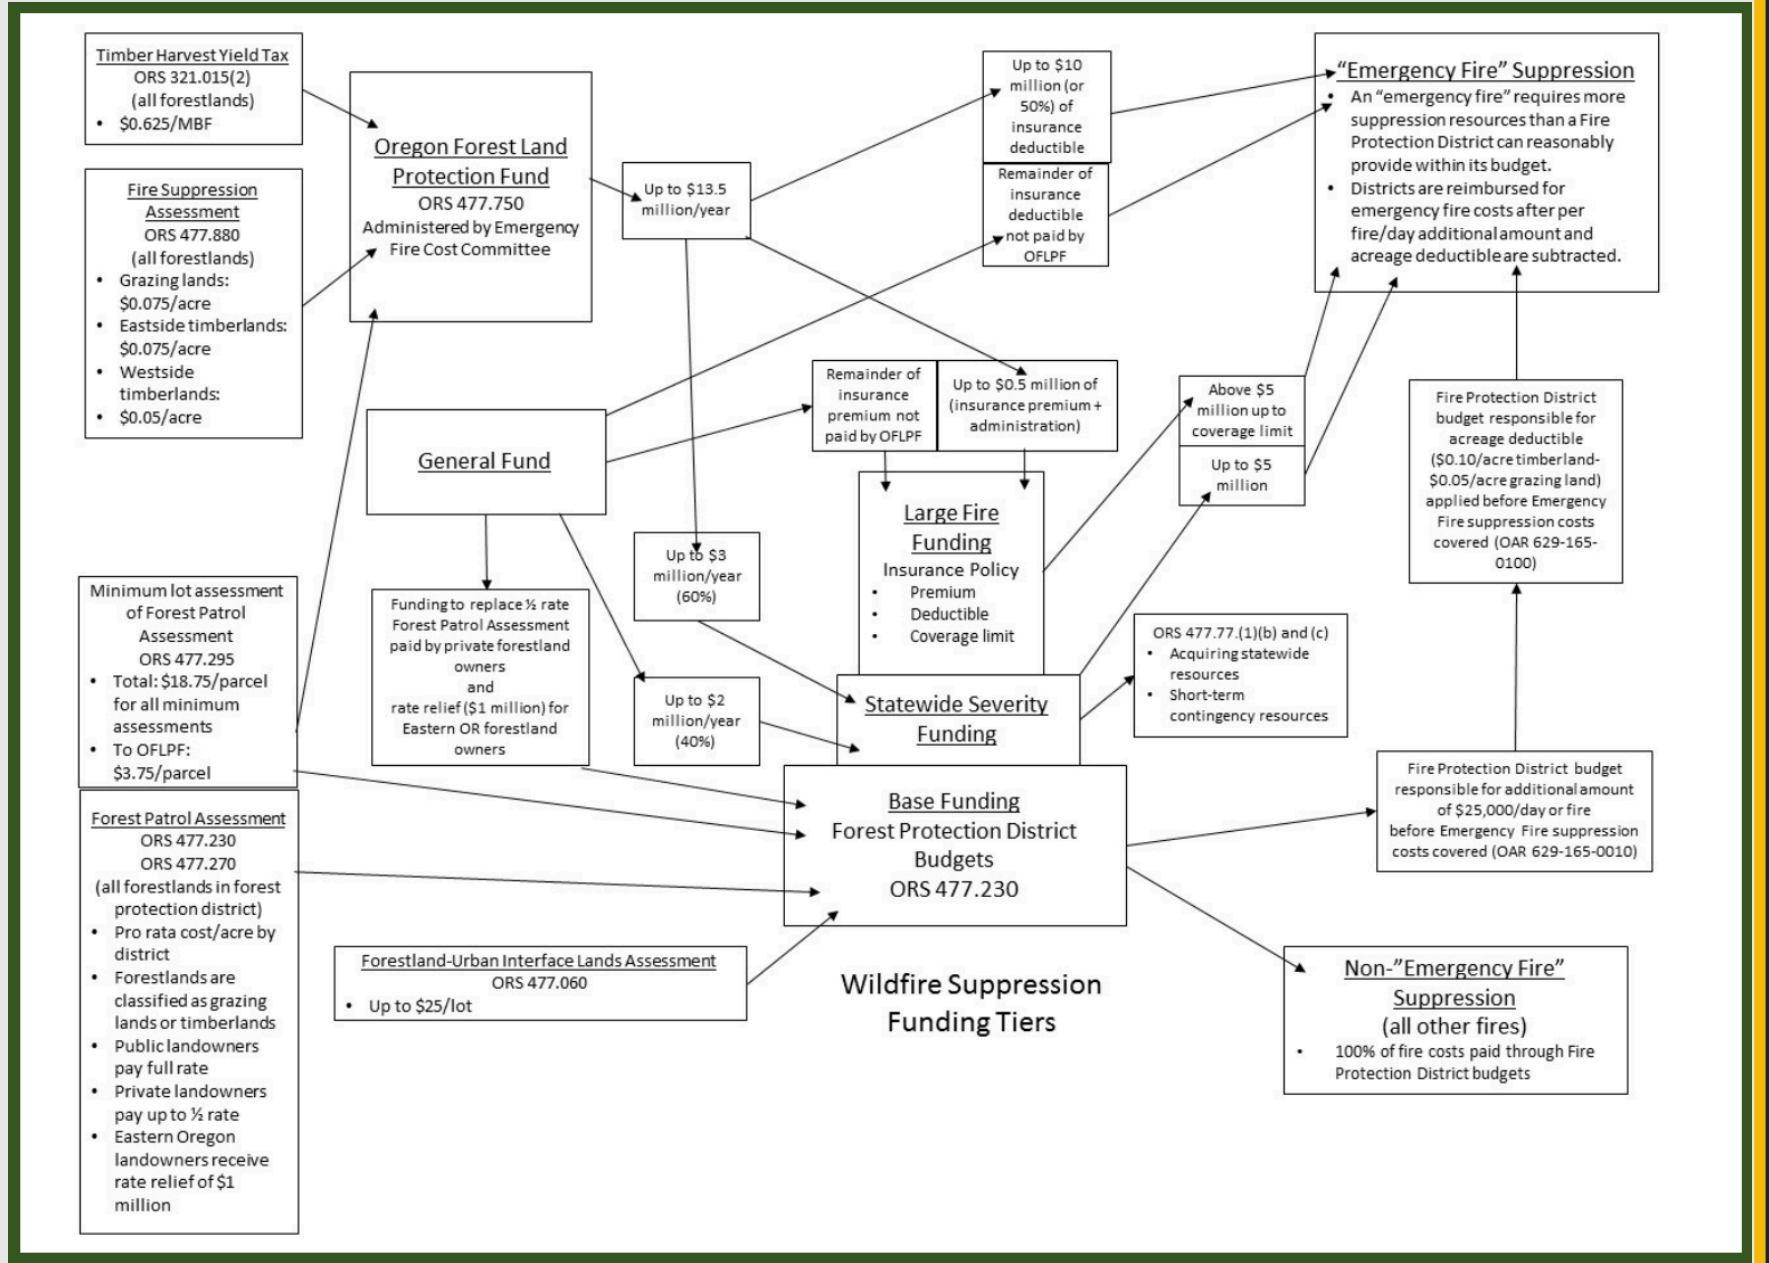 Timber Harvest Yield Tax
ORS 321.015(2)
(all forestlands)
• $0.625/MBF
Fire Suppression
Assessment
ORS 477.880
(all forestlands)
• Grazing lands:
$0.075/acre
• Eastside timberlands:
$0.075/acre
• Westside
timberlands:
• $0.05/acre
Oregon Forest Land
Protection Fund
ORS 477.750
Administered by Emergency
Fire Cost Committee
Up to $13.5
million/year
Up to $10
million (or
50%) of
insurance
deductible
Remainder of
insurance
deductible
not paid by
OFLPF
“Emergency Fire” Suppression
• An “emergency fire” requires more
suppression resources than a Fire
Protection District can reasonably
provide within its budget.
• Districts are reimbursed for
emergency fire costs after per
fire/day additional amount and
acreage deductible are subtracted.
General Fund
Remainder of
insurance
premium not
paid by OFLPF
Up to $0.5 million of
(insurance premium +
administration)
Above $5
million up to
coverage limit
Up to $5
million
Fire Protection District
budget responsible for
acreage deductible
($0.10/acre timberland-
$0.05/acre grazing land)
applied before Emergency
Fire suppression costs
covered (OAR 629-165-
0100)
Large Fire
Funding
Insurance Policy
• Premium
• Deductible
• Coverage limit
Up to $3
million/year
(60%)
Minimum lot assessment
of Forest Patrol
Assessment
ORS 477.295
• Total: $18.75/parcel
for all minimum
assessments
• To OFLPF:
$3.75/parcel
Funding to replace ½ rate
Forest Patrol Assessment
paid by private forestland
owners
and
rate relief ($1 million) for
Eastern OR forestland
owners
Up to $2
million/year
(40%)
Statewide Severity
Funding
ORS 477.77.(1)(b) and (c)
• Acquiring statewide
resources
• Short-term
contingency resources
Base Funding
Forest Protection District
Budgets
ORS 477.230
Fire Protection District budget
responsible for additional amount
of $25,000/day or fire
before Emergency Fire suppression
costs covered (OAR 629-165-0010)
Forest Patrol Assessment
ORS 477.230
ORS 477.270
(all forestlands in forest
protection district)
• Pro rata cost/acre by
district
• Forestlands are
classified as grazing
lands or timberlands
• Public landowners
pay full rate
• Private landowners
pay up to ½ rate
• Eastern Oregon
landowners receive
rate relief of $1
million
Forestland-Urban Interface Lands Assessment
ORS 477.060
• Up to $25/lot
Wildfire Suppression
Funding Tiers
Non-”Emergency Fire”
Suppression
(all other fires)
• 100% of fire costs paid through Fire
Protection District budgets